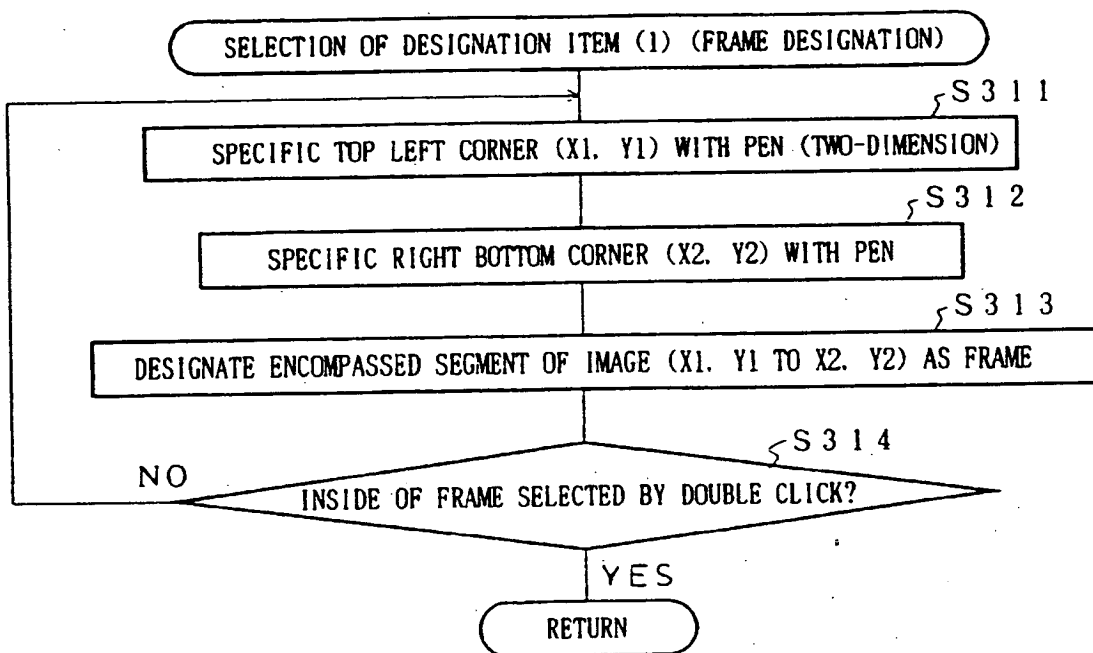 SELECTION OF DESIGNATION ITEM (1) (FRAME DESIGNATION)
S311
SPECIFIC TOP LEFT CORNER (X1. Y1) WITH PEN (TWO-DIMENSION)
S312
SPECIFIC RIGHT BOTTOM CORNER (X2. Y2) WITH PEN
S313
DESIGNATE ENCOMPASSED SEGMENT OF IMAGE (X1. Y1 TO X2. Y2) AS FRAME
S314
NO
INSIDE OF FRAME SELECTED BY DOUBLE CLICK?
YES
RETURN